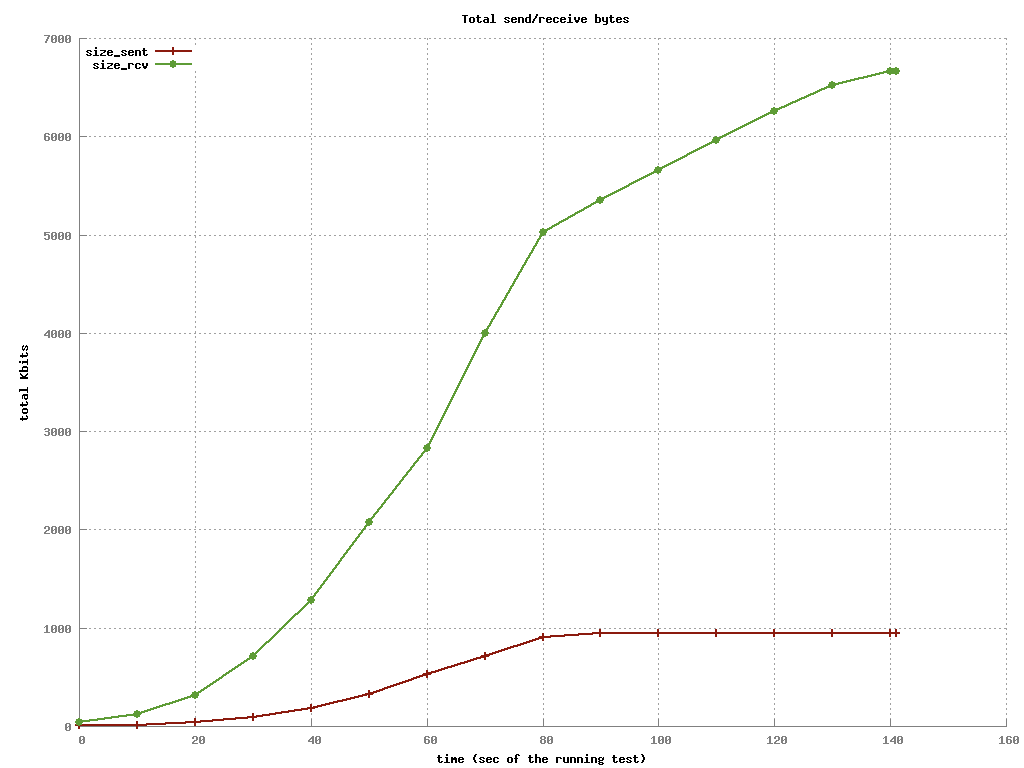 Total send/receive bytes
7000
size_sent
size_rcv
6000
5000
4000
total Kbits
3000
2000
1000
0
0 20 40 60 80 100 120 140 160
time (sec of the running test)